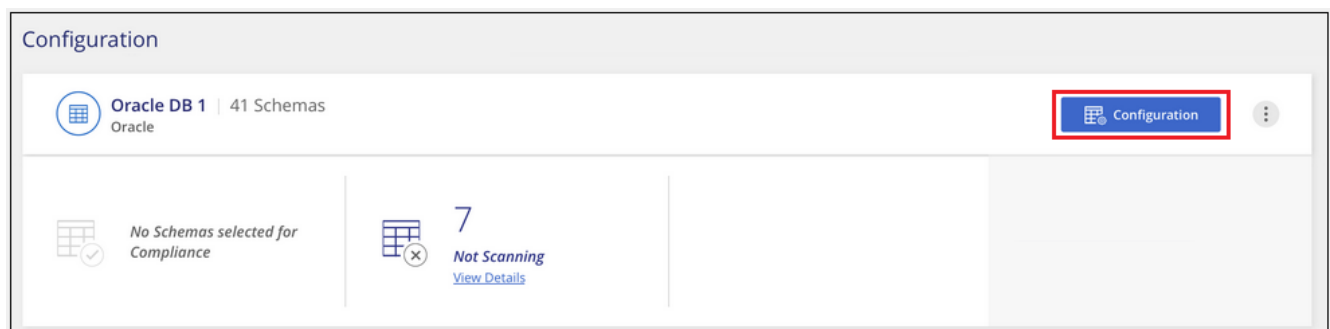 Configuration
Oracle DB 1 | 41 Schemas
Oracle
Configuration
No Schemas selected for
Compliance
7
Not Scanning
View Details